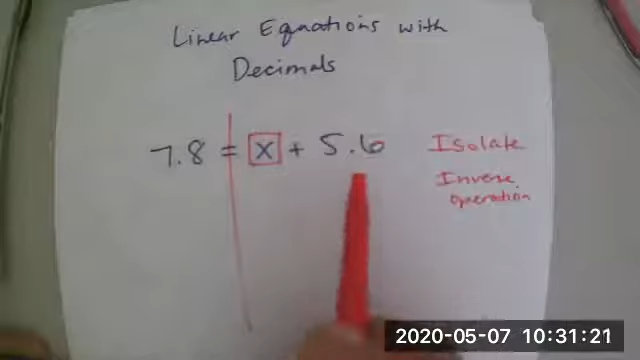 Linear Equations with
Decimals
7.8 = x + 5.6
Isolate
Inverse
operation
2020-05-07 10:31:21